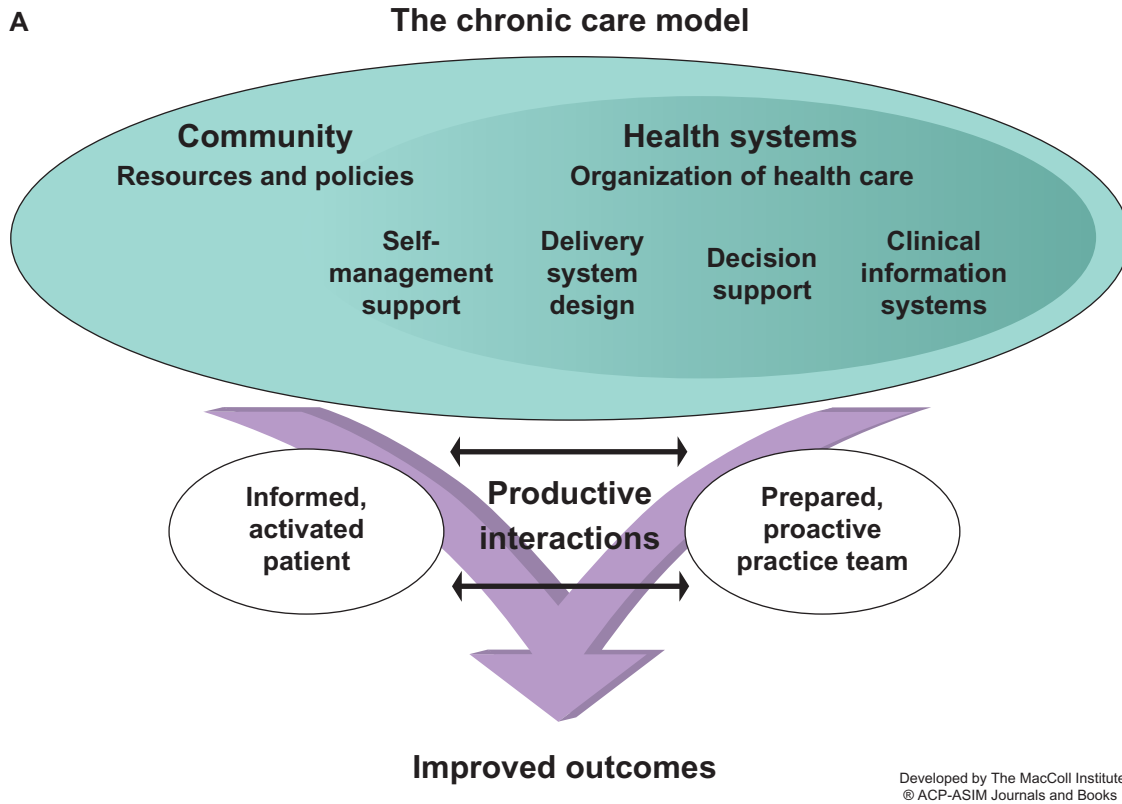 A
The chronic care model
Community
Resources and policies
Health systems
Organization of health care
Self-
management
support
Delivery
system
design
Decision
support
Clinical
information
systems
Informed,
activated
patient
Productive
interactions
Prepared,
proactive
practice team
Improved outcomes
Developed by The MacColl Institute
® ACP-ASIM Journals and Books